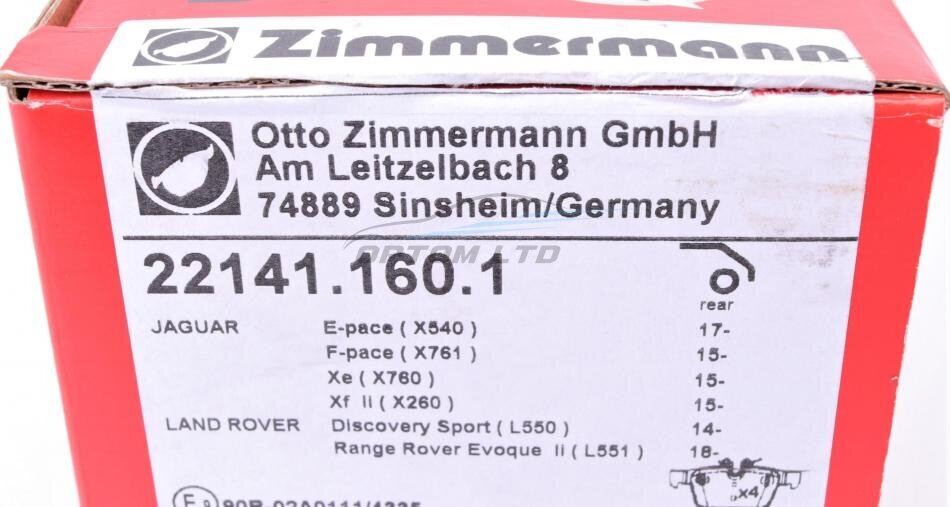 Zimmermann
Otto Zimmermann GmbH
Am Leitzelbach 8
74889 Sinsheim/Germany
ORTOM LTD
22141.160.1
rear
JAGUAR E-pace ( X540 ) 17-
F-pace ( X761 ) 15-
Xe ( X760 ) 15-
Xf Ii ( X260 ) 15-
LAND ROVER Discovery Sport ( L550 ) 14-
Range Rover Evoque Ii ( L551 ) 18-
x4
E9